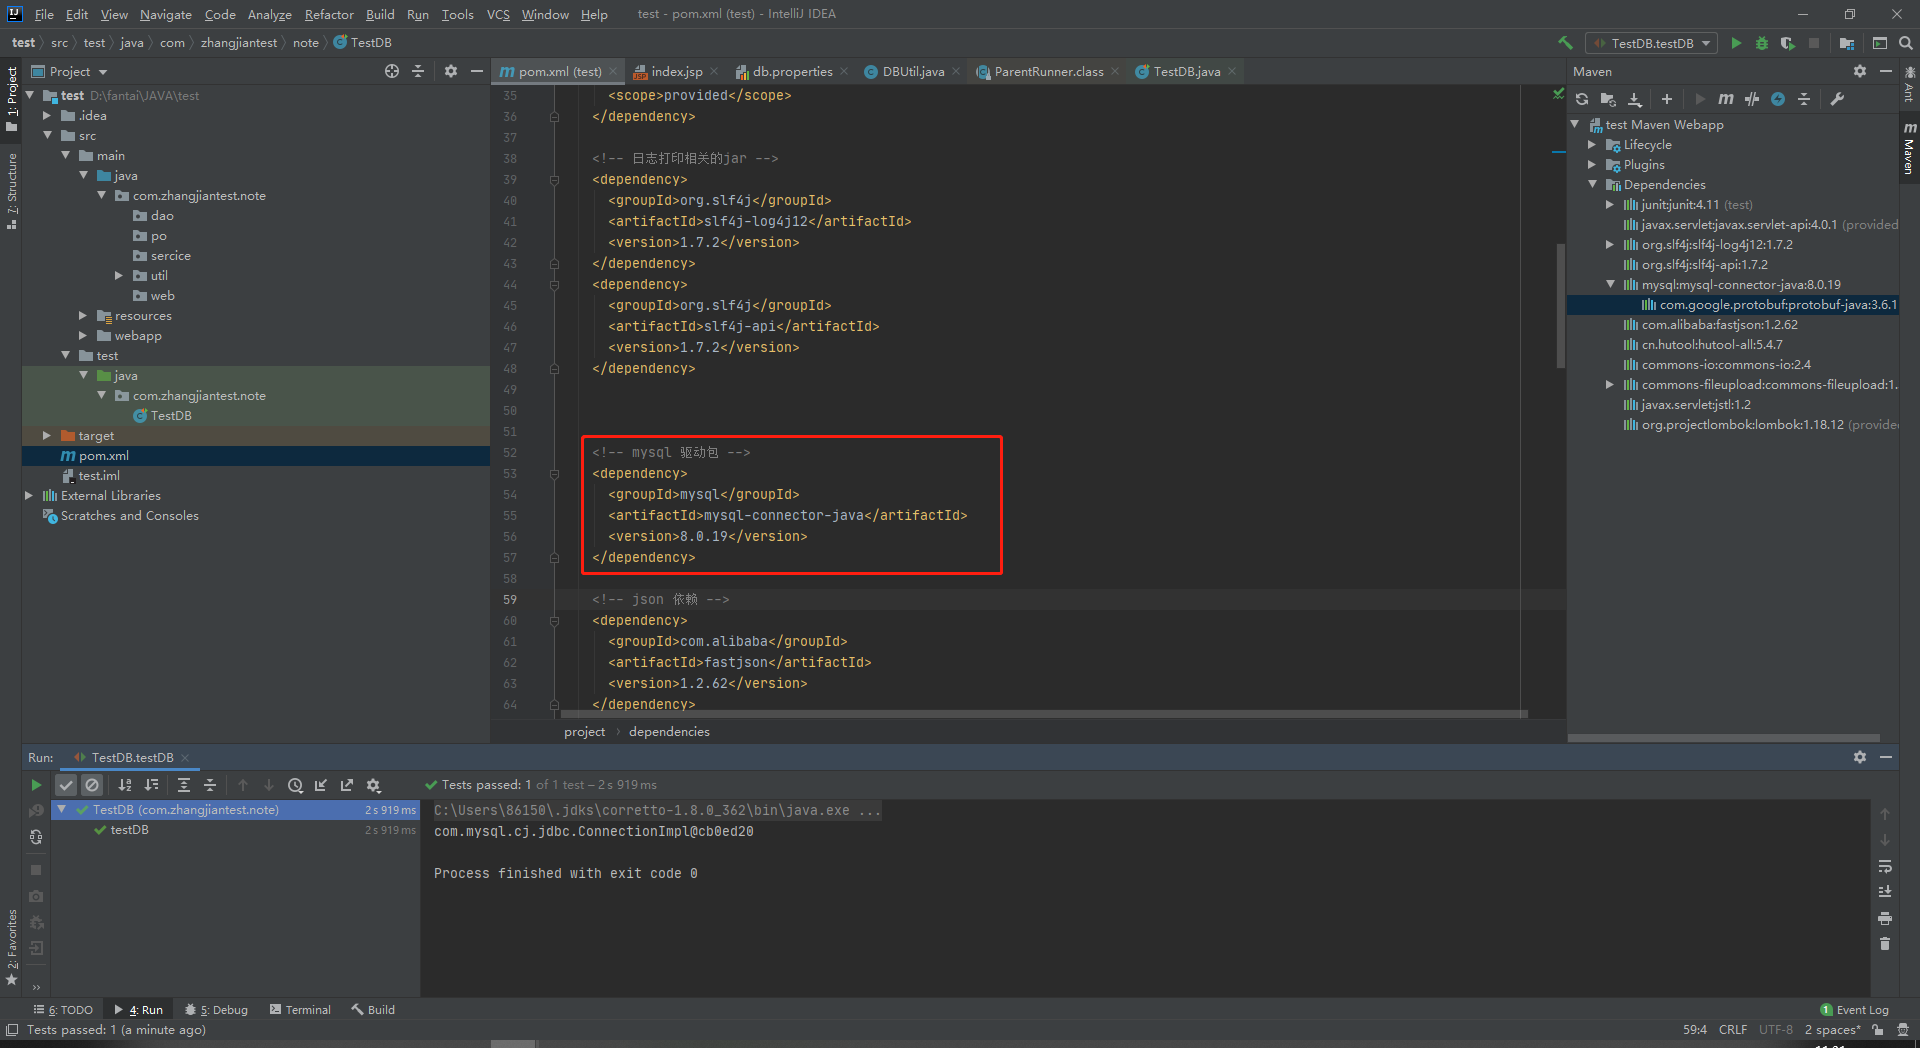 File Edit View Navigate Code Analyze Refactor Build Run Tools VCS Window Help test - pom.xml (test) - IntelliJ IDEA
test src test java com zhangjiantest note TestDB
TestDB.testDB
Project
pom.xml (test) index.jsp db.properties DBUtil.java ParentRunner.class TestDB.java
Maven
1: Project
7: Structure
2: Favorites
test D:\fantai\JAVA\test
.idea
src
main
java
com.zhangjiantest.note
dao
po
sercice
util
web
resources
webapp
test
java
com.zhangjiantest.note
TestDB
target
pom.xml
test.iml
External Libraries
Scratches and Consoles
35 <scope>provided</scope>
36 </dependency>
37
38 <!-- 日志打印相关的jar -->
39 <dependency>
40 <groupId>org.slf4j</groupId>
41 <artifactId>slf4j-log4j12</artifactId>
42 <version>1.7.2</version>
43 </dependency>
44 <dependency>
45 <groupId>org.slf4j</groupId>
46 <artifactId>slf4j-api</artifactId>
47 <version>1.7.2</version>
48 </dependency>
49
50
51
52 <!-- mysql 驱动包 -->
53 <dependency>
54 <groupId>mysql</groupId>
55 <artifactId>mysql-connector-java</artifactId>
56 <version>8.0.19</version>
57 </dependency>
58
59 <!-- json 依赖 -->
60 <dependency>
61 <groupId>com.alibaba</groupId>
62 <artifactId>fastjson</artifactId>
63 <version>1.2.62</version>
64 </dependency>
project dependencies
test Maven Webapp
Lifecycle
Plugins
Dependencies
junit:junit:4.11 (test)
javax.servlet:javax.servlet-api:4.0.1 (provided
org.slf4j:slf4j-log4j12:1.7.2
org.slf4j:slf4j-api:1.7.2
mysql:mysql-connector-java:8.0.19
com.google.protobuf:protobuf-java:3.6.1
com.alibaba:fastjson:1.2.62
cn.hutool:hutool-all:5.4.7
commons-io:commons-io:2.4
commons-fileupload:commons-fileupload:1.
javax.servlet:jstl:1.2
org.projectlombok:lombok:1.18.12 (provide
Ant
Maven
Run: TestDB.testDB
Tests passed: 1 of 1 test – 2 s 919 ms
TestDB (com.zhangjiantest.note) 2 s 919 ms
testDB 2 s 919 ms
C:\Users\86150\.jdks\corretto-1.8.0_362\bin\java.exe ...
com.mysql.cj.jdbc.ConnectionImpl@cb0ed20
Process finished with exit code 0
6: TODO 4: Run 5: Debug Terminal Build 1 Event Log
Tests passed: 1 (a minute ago) 59:4 CRLF UTF-8 2 spaces*